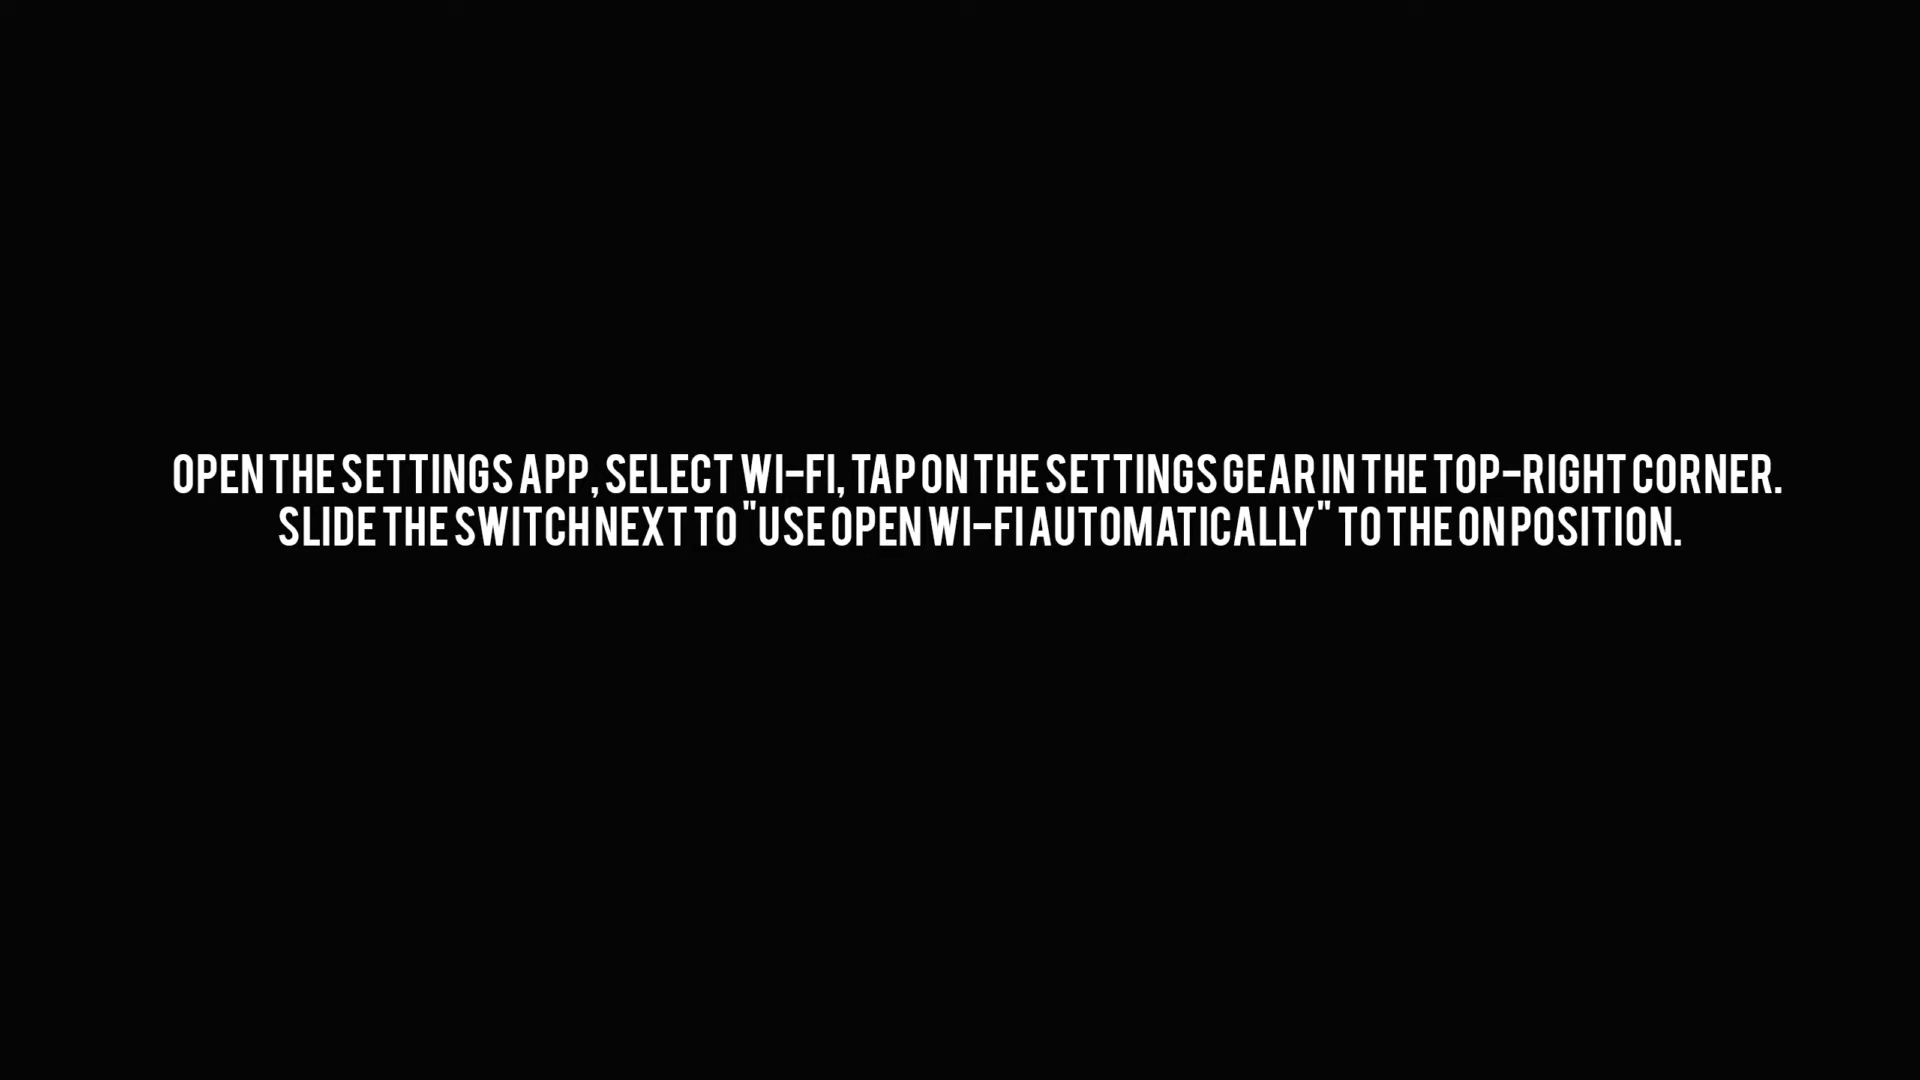 OPEN THE SETTINGS APP, SELECT WI-FI, TAP ON THE SETTINGS GEAR IN THE TOP-RIGHT CORNER.
SLIDE THE SWITCH NEXT TO "USE OPEN WI-FI AUTOMATICALLY" TO THE ON POSITION.